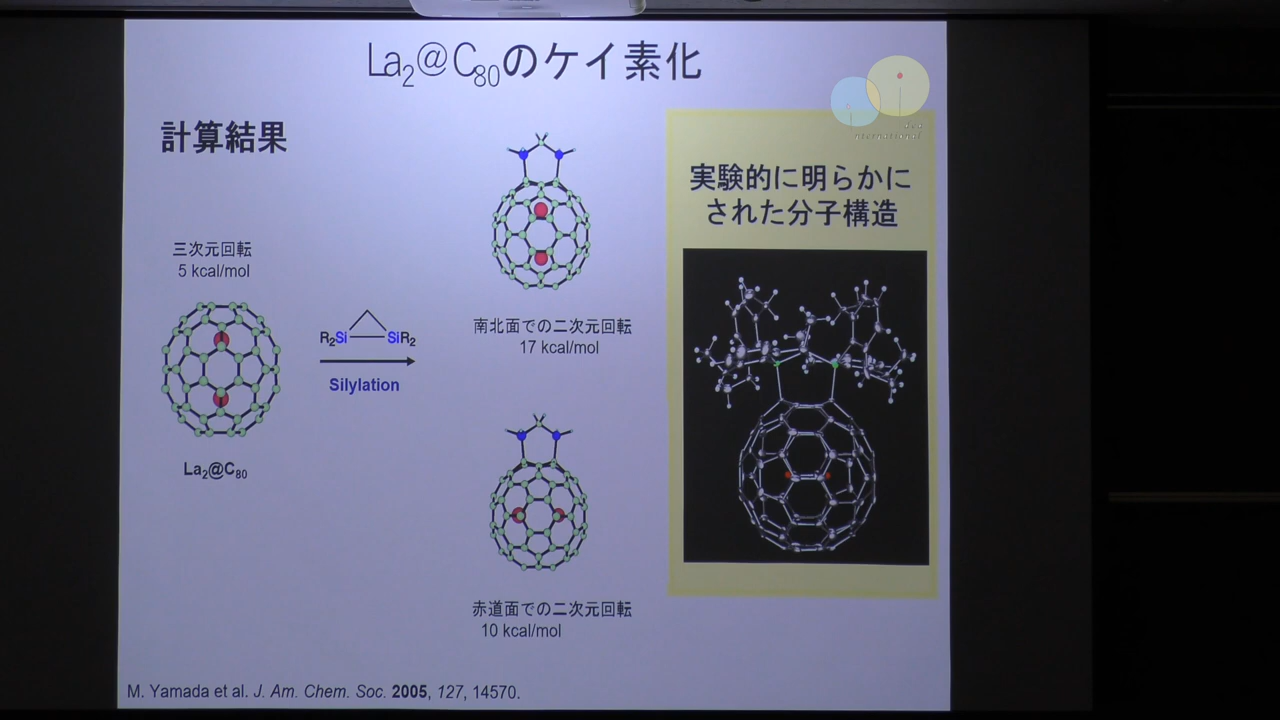 La₂@C₈₀のケイ素化
計算結果
三次元回転
5 kcal/mol
La₂@C₈₀
R₂Si SiR₂
Silylation
南北面での二次元回転
17 kcal/mol
赤道面での二次元回転
10 kcal/mol
実験的に明らかに
された分子構造
M. Yamada et al. J. Am. Chem. Soc. 2005, 127, 14570.